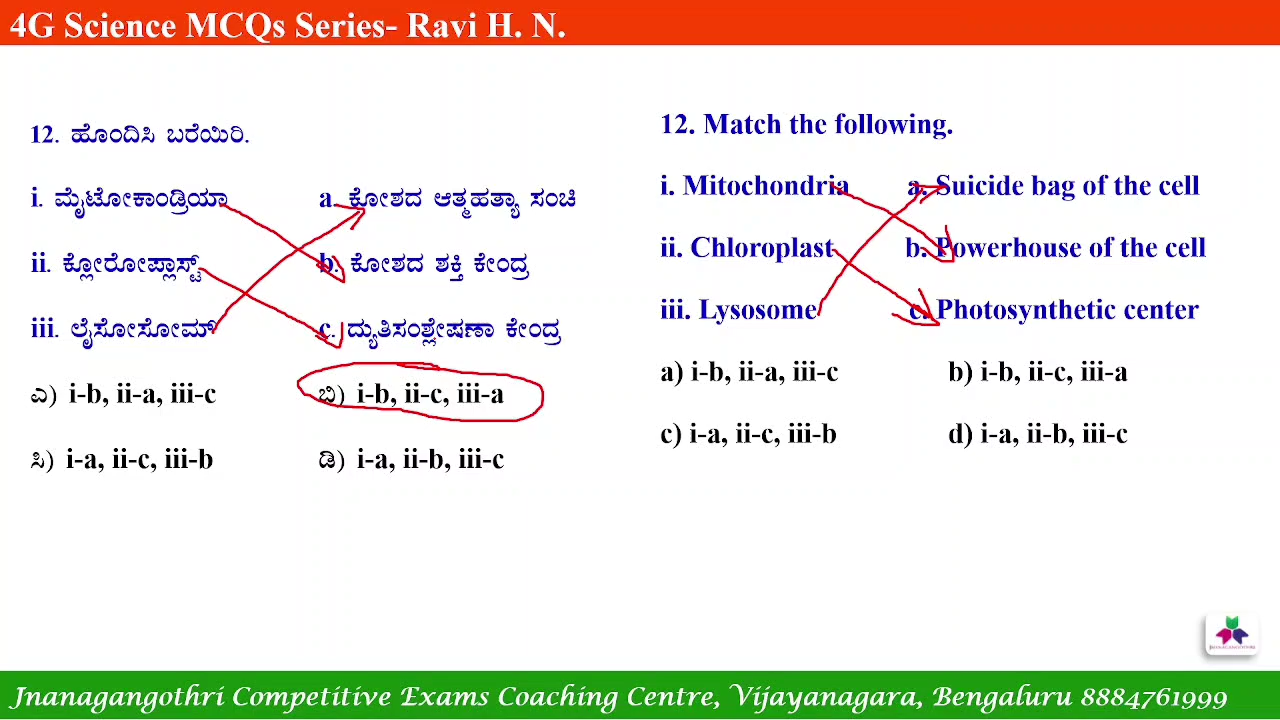 4G Science MCQs Series- Ravi H. N.
12. ಹೊಂದಿಸಿ ಬರೆಯಿರಿ.
i. ಮೈಟೋಕಾಂಡ್ರಿಯಾ a. ಕೋಶದ ಆತ್ಮಹತ್ಯಾ ಸಂಚಿ
ii. ಕ್ಲೋರೋಪ್ಲಾಸ್ಟ್ b. ಕೋಶದ ಶಕ್ತಿ ಕೇಂದ್ರ
iii. ಲೈಸೋಸೋಮ್ c. ದ್ಯುತಿಸಂಶ್ಲೇಷಣಾ ಕೇಂದ್ರ
ಎ) i-b, ii-a, iii-c ಬಿ) i-b, ii-c, iii-a
ಸಿ) i-a, ii-c, iii-b ಡಿ) i-a, ii-b, iii-c
12. Match the following.
i. Mitochondria a. Suicide bag of the cell
ii. Chloroplast b. Powerhouse of the cell
iii. Lysosome c. Photosynthetic center
a) i-b, ii-a, iii-c b) i-b, ii-c, iii-a
c) i-a, ii-c, iii-b d) i-a, ii-b, iii-c
JNANAGANGOTHRI
Jnanagangothri Competitive Exams Coaching Centre, Vijayanagara, Bengaluru 8884761999